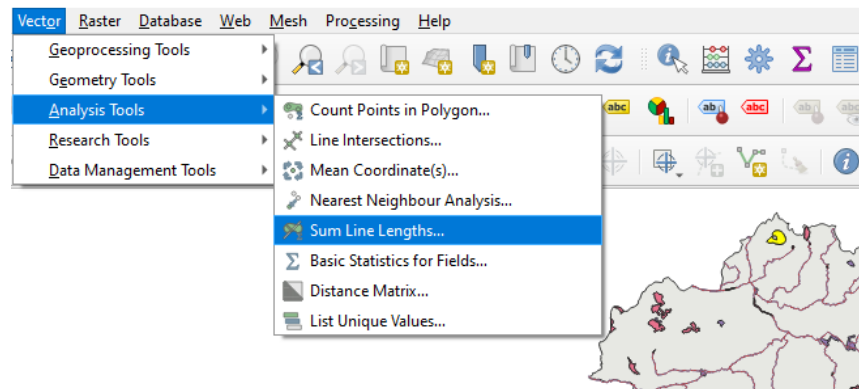 Vector Raster Database Web Mesh Processing Help
Geoprocessing Tools
Geometry Tools
Analysis Tools
Research Tools
Data Management Tools
Count Points in Polygon...
Line Intersections...
Mean Coordinate(s)...
Nearest Neighbour Analysis...
Sum Line Lengths...
Basic Statistics for Fields...
Distance Matrix...
List Unique Values...
abc
ab
abc
ab